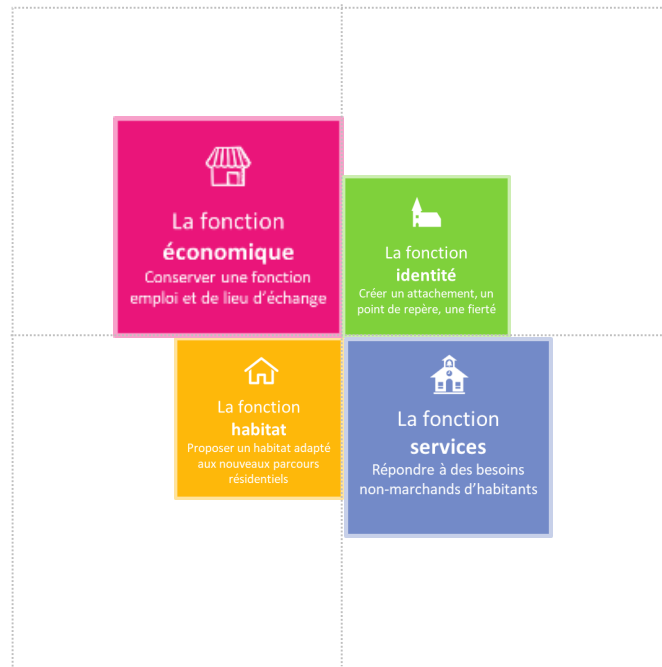 La fonction
économique
Conserver une fonction
emploi et de lieu d'échange
La fonction
identité
Créer un attachement, un
point de repère, une fierté
La fonction
habitat
Proposer un habitat adapté
aux nouveaux parcours
résidentiels
La fonction
services
Répondre à des besoins
non-marchands d'habitants